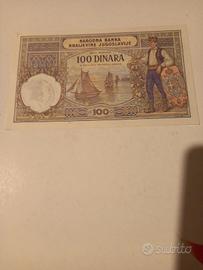 NARODNA BANKA
KRALJEVINE JUGOSLAVIJE
100 DINARA
100
subito